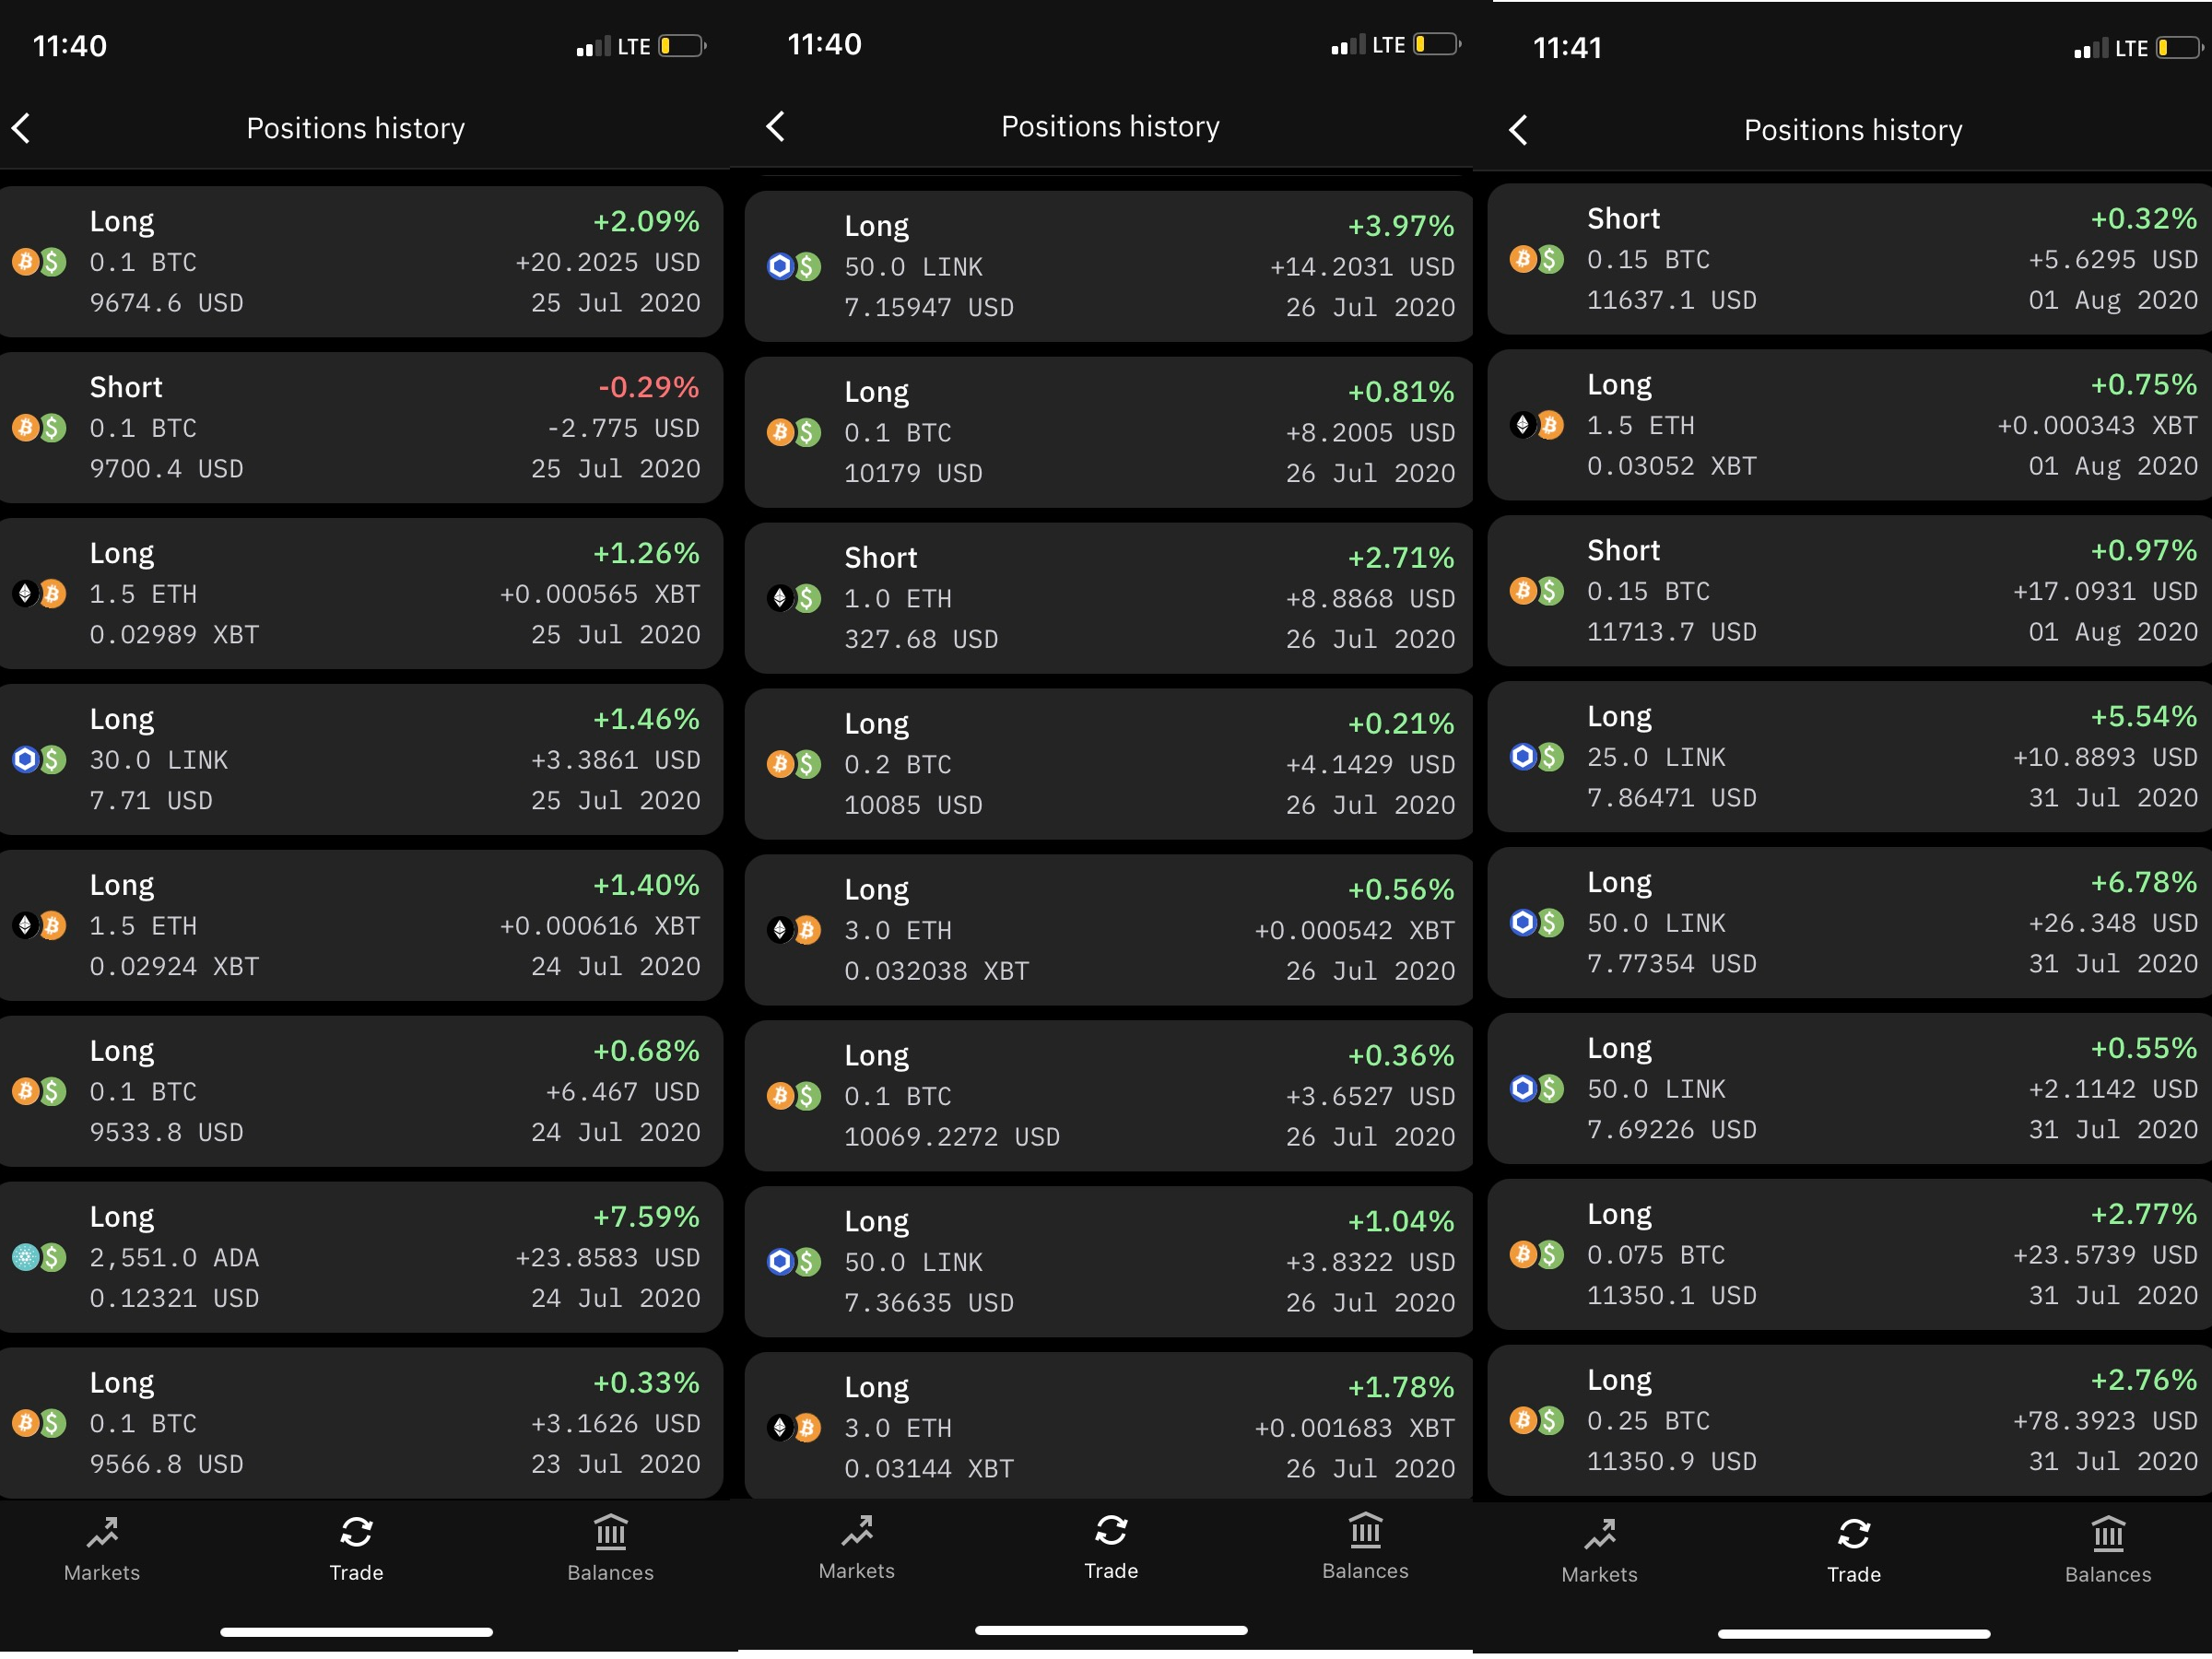 11:40
LTE
Positions history
Long +2.09%
0.1 BTC +20.2025 USD
9674.6 USD 25 Jul 2020
Short -0.29%
0.1 BTC -2.775 USD
9700.4 USD 25 Jul 2020
Long +1.26%
1.5 ETH +0.000565 XBT
0.02989 XBT 25 Jul 2020
Long +1.46%
30.0 LINK +3.3861 USD
7.71 USD 25 Jul 2020
Long +1.40%
1.5 ETH +0.000616 XBT
0.02924 XBT 24 Jul 2020
Long +0.68%
0.1 BTC +6.467 USD
9533.8 USD 24 Jul 2020
Long +7.59%
2,551.0 ADA +23.8583 USD
0.12321 USD 24 Jul 2020
Long +0.33%
0.1 BTC +3.1626 USD
9566.8 USD 23 Jul 2020
Markets Trade Balances
11:40
LTE
Positions history
Long +3.97%
50.0 LINK +14.2031 USD
7.15947 USD 26 Jul 2020
Long +0.81%
0.1 BTC +8.2005 USD
10179 USD 26 Jul 2020
Short +2.71%
1.0 ETH +8.8868 USD
327.68 USD 26 Jul 2020
Long +0.21%
0.2 BTC +4.1429 USD
10085 USD 26 Jul 2020
Long +0.56%
3.0 ETH +0.000542 XBT
0.032038 XBT 26 Jul 2020
Long +0.36%
0.1 BTC +3.6527 USD
10069.2272 USD 26 Jul 2020
Long +1.04%
50.0 LINK +3.8322 USD
7.36635 USD 26 Jul 2020
Long +1.78%
3.0 ETH +0.001683 XBT
0.03144 XBT 26 Jul 2020
Markets Trade Balances
11:41
LTE
Positions history
Short +0.32%
0.15 BTC +5.6295 USD
11637.1 USD 01 Aug 2020
Long +0.75%
1.5 ETH +0.000343 XBT
0.03052 XBT 01 Aug 2020
Short +0.97%
0.15 BTC +17.0931 USD
11713.7 USD 01 Aug 2020
Long +5.54%
25.0 LINK +10.8893 USD
7.86471 USD 31 Jul 2020
Long +6.78%
50.0 LINK +26.348 USD
7.77354 USD 31 Jul 2020
Long +0.55%
50.0 LINK +2.1142 USD
7.69226 USD 31 Jul 2020
Long +2.77%
0.075 BTC +23.5739 USD
11350.1 USD 31 Jul 2020
Long +2.76%
0.25 BTC +78.3923 USD
11350.9 USD 31 Jul 2020
Markets Trade Balances